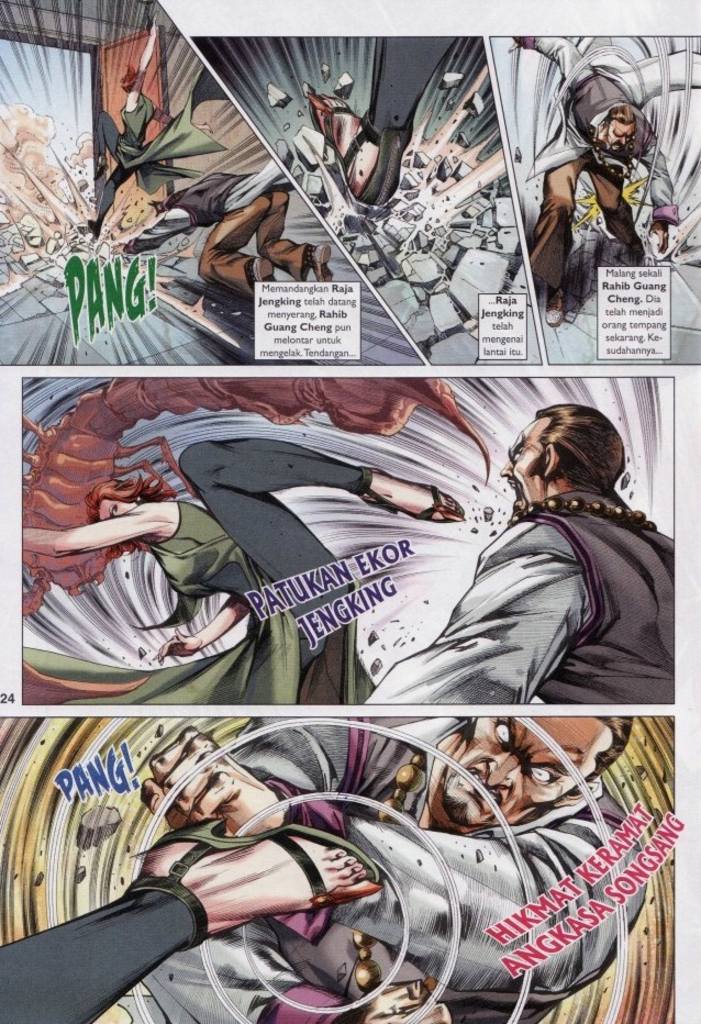 PANG!
Memandangkan Raja
Jengking telah datang
menyerang, Rahib
Guang Cheng pun
melontar untuk
mengelak. Tendangan...
...Raja
Jengking
telah
mengenai
lantai itu.
Malang sekali
Rahib Guang
Cheng. Dia
telah menjadi
orang tempang
sekarang. Ke-
sudahannya...
PATUKAN EKOR
JENGKING
24
PANG!
HIKMAT KERAMAT
ANGKASA SONGSANG